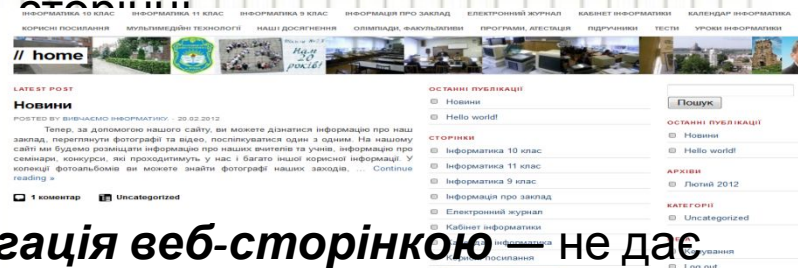 сторінці
ІНФОРМАТИКА 10 КЛАС ІНФОРМАТИКА 11 КЛАС ІНФОРМАТИКА 9 КЛАС ІНФОРМАЦІЯ ПРО ЗАКЛАД ЕЛЕКТРОННИЙ ЖУРНАЛ КАБІНЕТ ІНФОРМАТИКИ КАЛЕНДАР ІНФОРМАТИКА
КОРИСНІ ПОСИЛАННЯ МУЛЬТИМЕДІЙНІ ТЕХНОЛОГІЇ НАШІ ДОСЯГНЕННЯ ОЛІМПІАДИ, ФАКУЛЬТАТИВИ ПРОГРАМИ, АТЕСТАЦІЯ ПІДРУЧНИКИ ТЕСТИ УРОКИ ІНФОРМАТИКИ
// home
Нам
20
років!
LATEST POST
Новини
POSTED BY ВИВЧАЄМО ІНФОРМАТИКУ - 20.02.2012
Тепер, за допомогою нашого сайту, ви можете дізнатися інформацію про наш
заклад, переглянути фотографії та відео, поспілкуватися один з одним. На нашому
сайті ми будемо розміщати інформацію про наших вчителів та учнів, інформацію про
семінари, конкурси, які проходитимуть у нас і багато іншої корисної інформації. У
колекції фотоальбомів ви можете знайти фотографії наших заходів, ... Continue
reading »
1 коментар Uncategorized
ОСТАННІ ПУБЛІКАЦІЇ
Новини
Hello world!
СТОРІНКИ
Інформатика 10 клас
Інформатика 11 клас
Інформатика 9 клас
Інформація про заклад
Електронний журнал
Кабінет інформатики
Календар інформатика
Корисні посилання
Пошук
ОСТАННІ ПУБЛІКАЦІЇ
Новини
Hello world!
АРХІВИ
Лютий 2012
КАТЕГОРІЇ
Uncategorized
Керування
Log out
гація веб-сторінкою — не дає